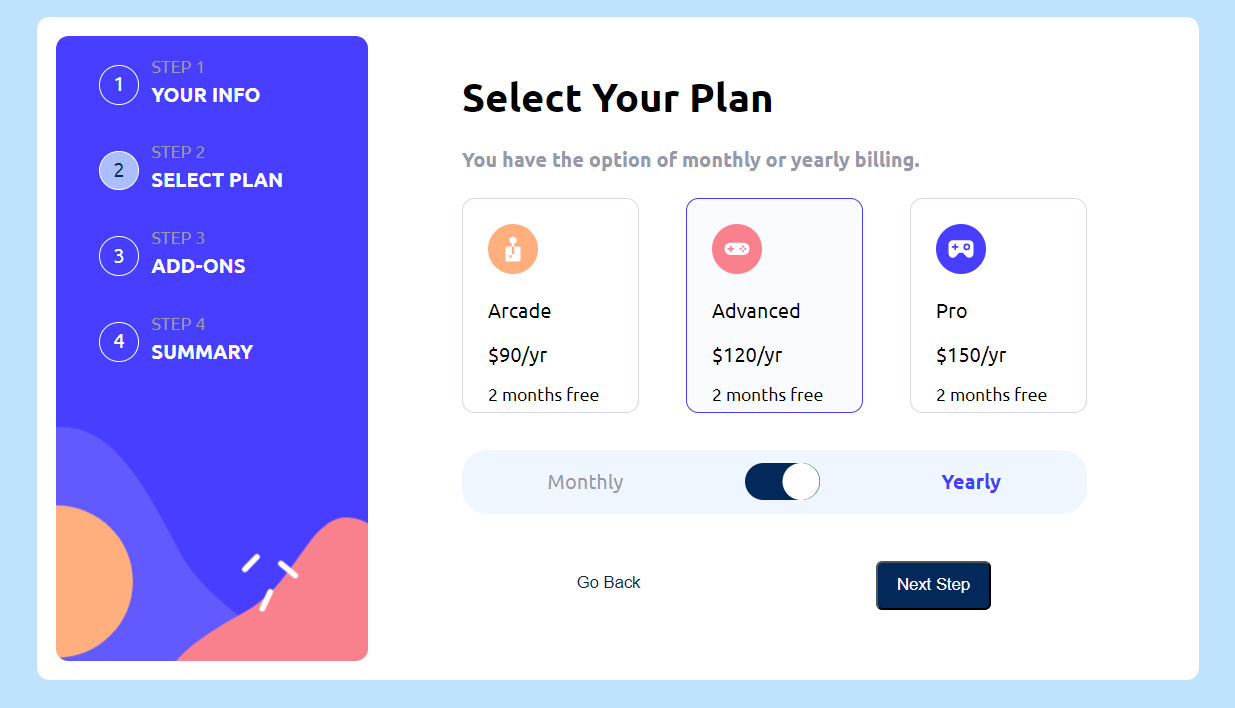 1
STEP 1
YOUR INFO
2
STEP 2
SELECT PLAN
3
STEP 3
ADD-ONS
4
STEP 4
SUMMARY
Select Your Plan
You have the option of monthly or yearly billing.
Arcade
$90/yr
2 months free
Advanced
$120/yr
2 months free
Pro
$150/yr
2 months free
Monthly
Yearly
Go Back
Next Step